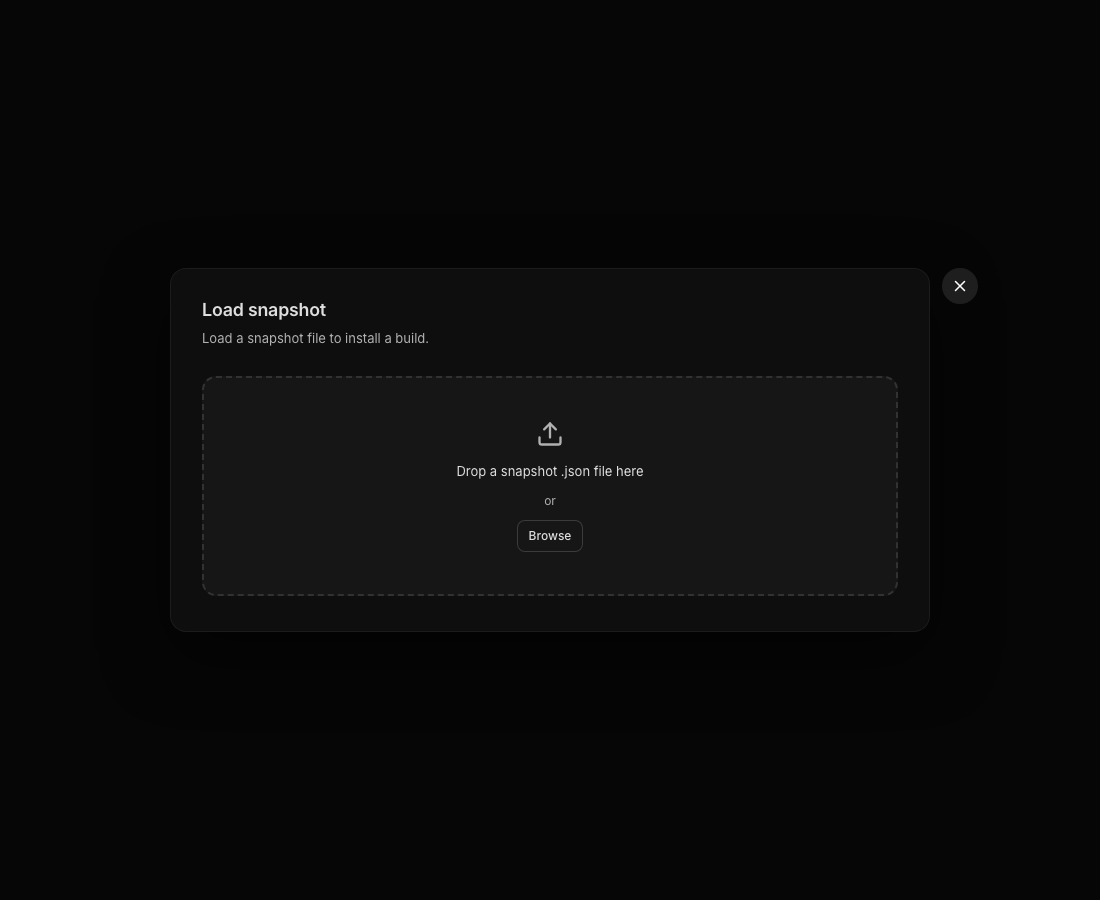 Load snapshot
Load a snapshot file to install a build.
Drop a snapshot .json file here
or
Browse